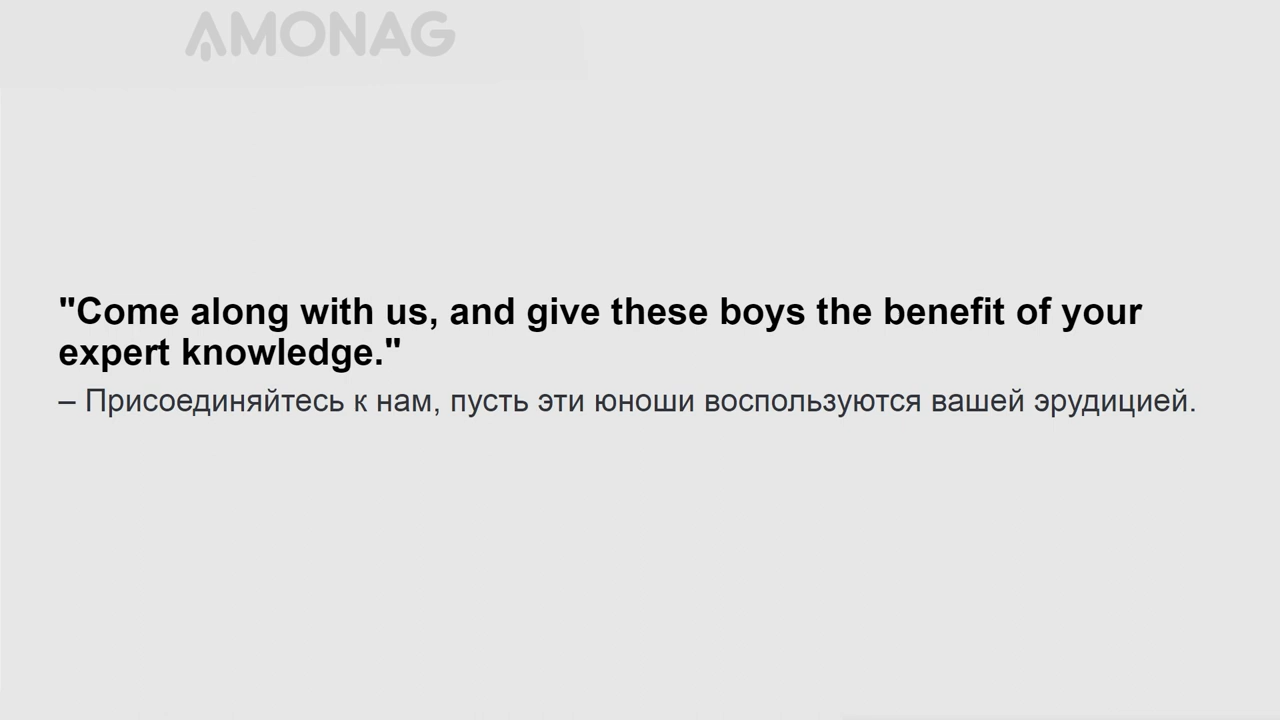 AMONAG
"Come along with us, and give these boys the benefit of your
expert knowledge."
– Присоединяйтесь к нам, пусть эти юноши воспользуются вашей эрудицией.